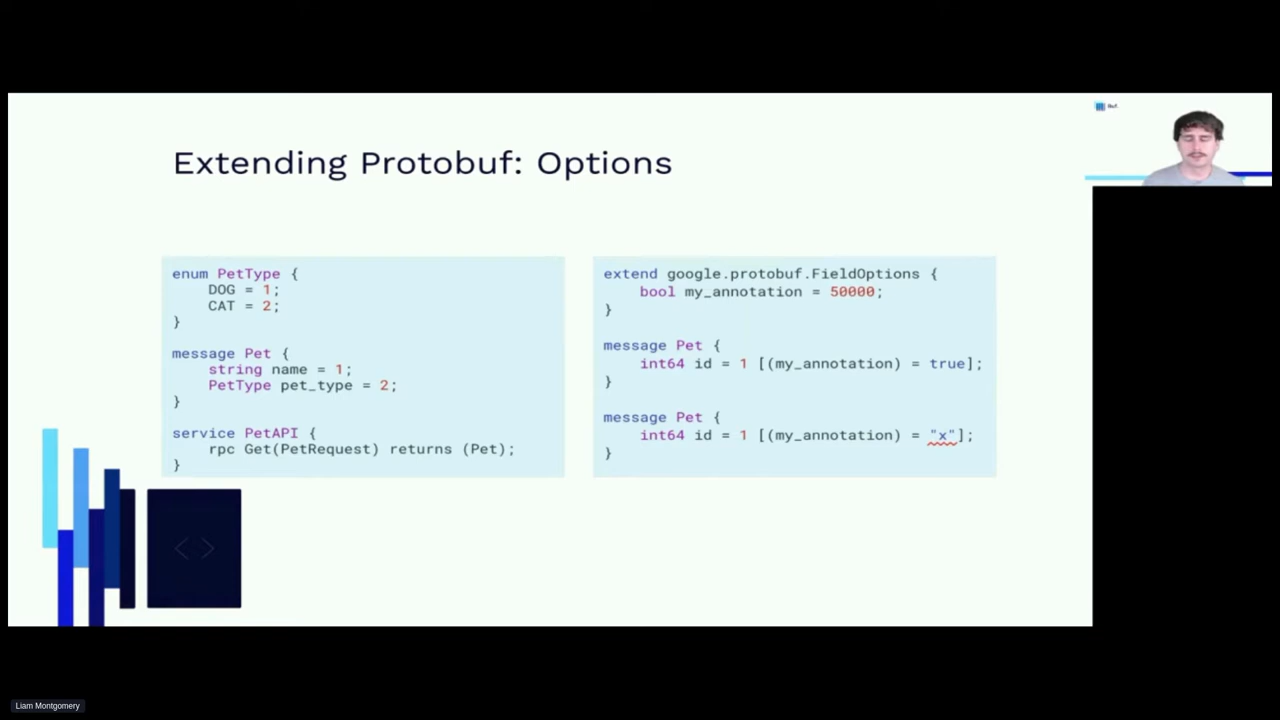 Buf
Extending Protobuf: Options
enum PetType {
DOG = 1;
CAT = 2;
}
message Pet {
string name = 1;
PetType pet_type = 2;
}
service PetAPI {
rpc Get(PetRequest) returns (Pet);
}
extend google.protobuf.FieldOptions {
bool my_annotation = 50000;
}
message Pet {
int64 id = 1 [(my_annotation) = true];
}
message Pet {
int64 id = 1 [(my_annotation) = "x"];
}
< >
Liam Montgomery